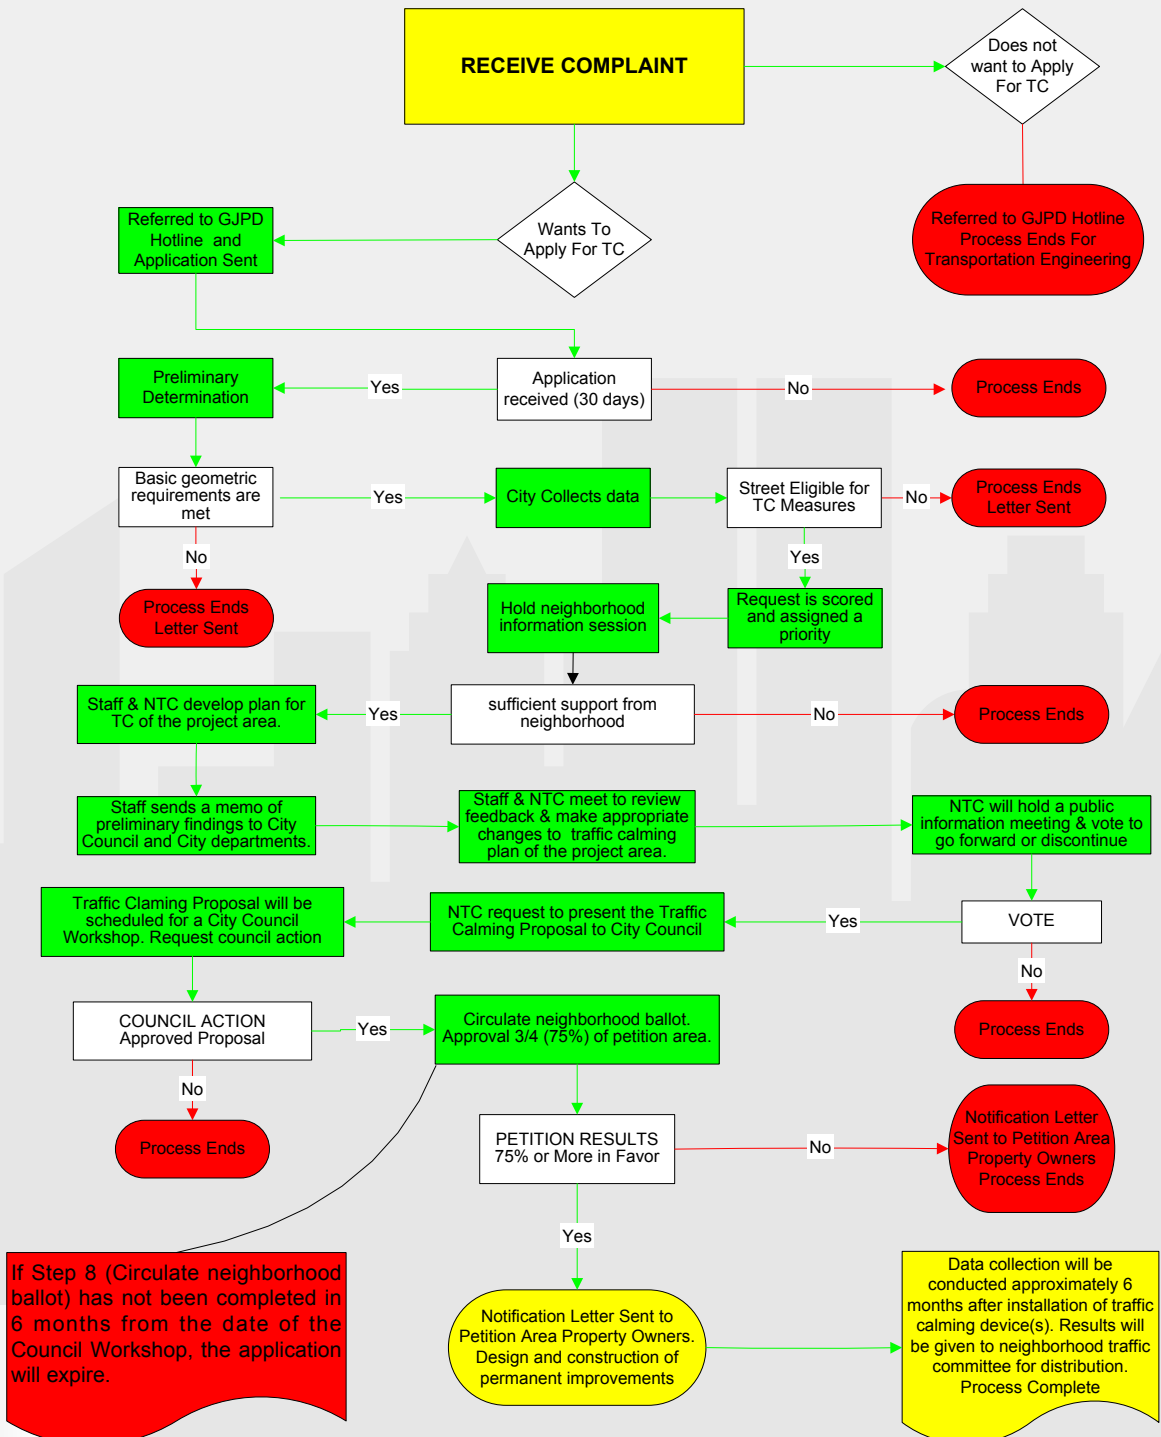 RECEIVE COMPLAINT
Does not
want to Apply
For TC
Referred to GJPD Hotline
Process Ends For
Transportation Engineering
Wants To
Apply For TC
Referred to GJPD
Hotline and
Application Sent
Application
received (30 days)
Yes
No
Process Ends
Preliminary
Determination
Basic geometric
requirements are
met
Yes
No
Process Ends
Letter Sent
City Collects data
Street Eligible for
TC Measures
No
Process Ends
Letter Sent
Yes
Request is scored
and assigned a
priority
Hold neighborhood
information session
sufficient support from
neighborhood
Yes
No
Process Ends
Staff & NTC develop plan for
TC of the project area.
Staff sends a memo of
preliminary findings to City
Council and City departments.
Staff & NTC meet to review
feedback & make appropriate
changes to traffic calming
plan of the project area.
NTC will hold a public
information meeting & vote to
go forward or discontinue
VOTE
Yes
No
Process Ends
NTC request to present the Traffic
Calming Proposal to City Council
Traffic Claming Proposal will be
scheduled for a City Council
Workshop. Request council action
COUNCIL ACTION
Approved Proposal
Yes
No
Process Ends
Circulate neighborhood ballot.
Approval 3/4 (75%) of petition area.
PETITION RESULTS
75% or More in Favor
No
Notification Letter
Sent to Petition Area
Property Owners
Process Ends
Yes
If Step 8 (Circulate neighborhood
ballot) has not been completed in
6 months from the date of the
Council Workshop, the application
will expire.
Notification Letter Sent to
Petition Area Property Owners.
Design and construction of
permanent improvements
Data collection will be
conducted approximately 6
months after installation of traffic
calming device(s). Results will
be given to neighborhood traffic
committee for distribution.
Process Complete